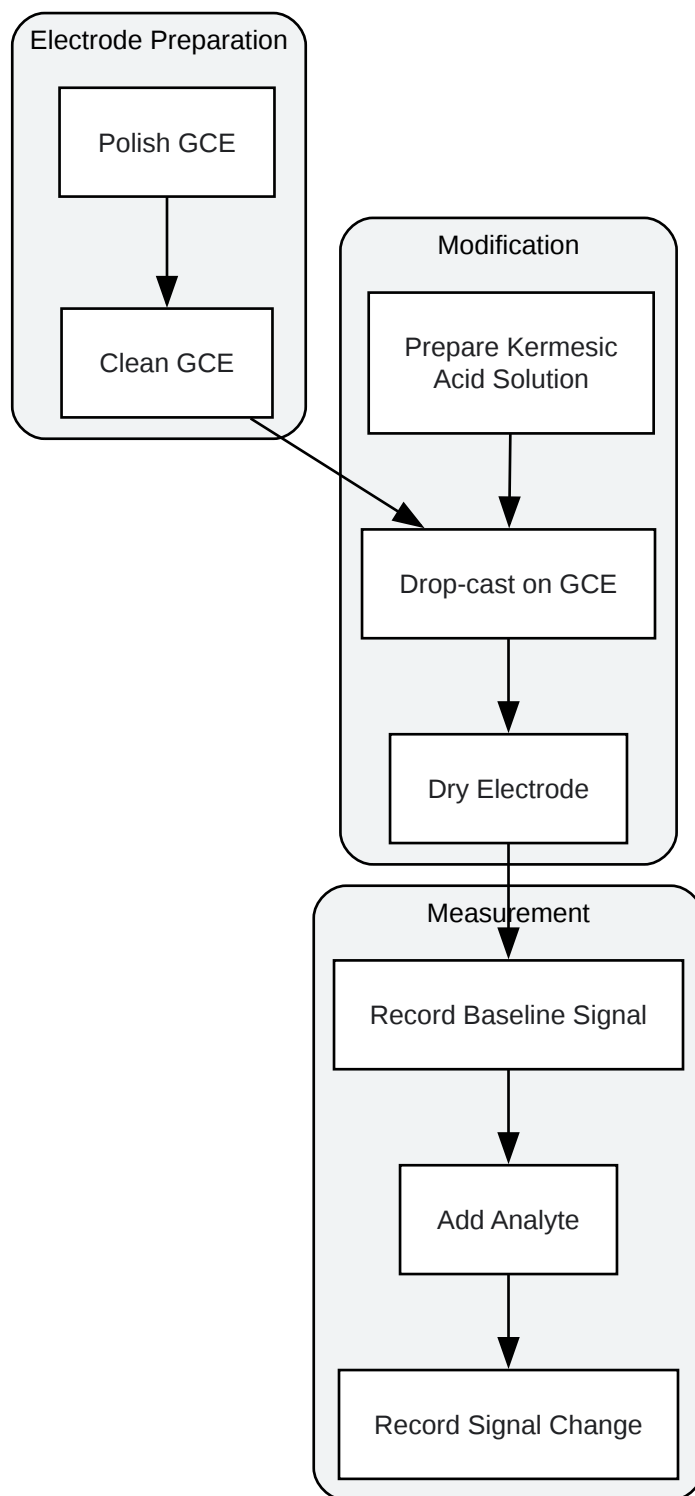 Electrode Preparation
Polish GCE
Clean GCE
Modification
Prepare Kermesic
Acid Solution
Drop-cast on GCE
Dry Electrode
Measurement
Record Baseline Signal
Add Analyte
Record Signal Change